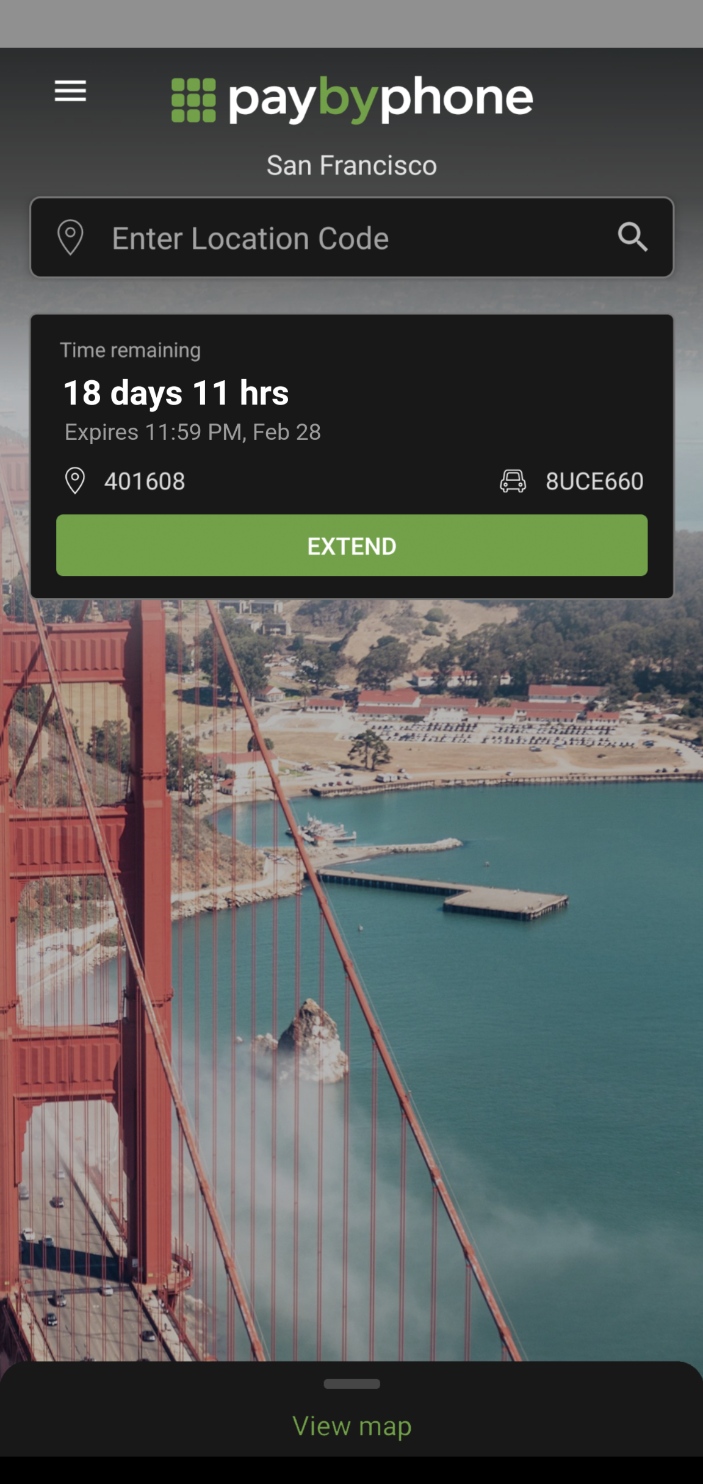 paybyphone
San Francisco
Enter Location Code
Time remaining
18 days 11 hrs
Expires 11:59 PM, Feb 28
401608 8UCE660
EXTEND
View map